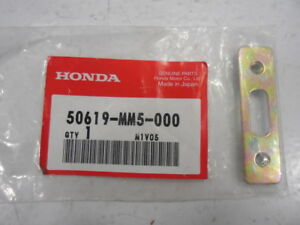 HONDA
GENUINE PARTS
Honda Motor Co., Ltd.
Made in Japan
50619-MM5-000
QTY 1 M1V05